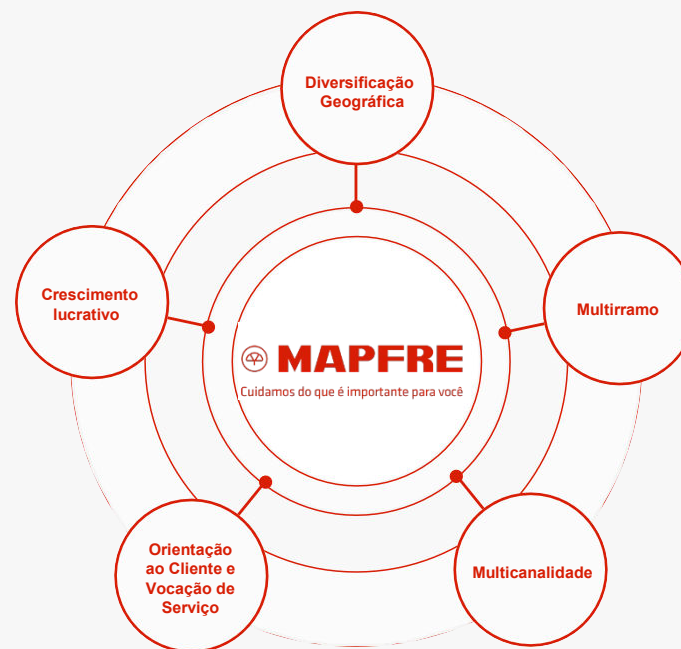 Diversificação
Geográfica
Crescimento
lucrativo
Multirramo
MAPFRE
Cuidamos do que é importante para você
Orientação
ao Cliente e
Vocação de
Serviço
Multicanalidade